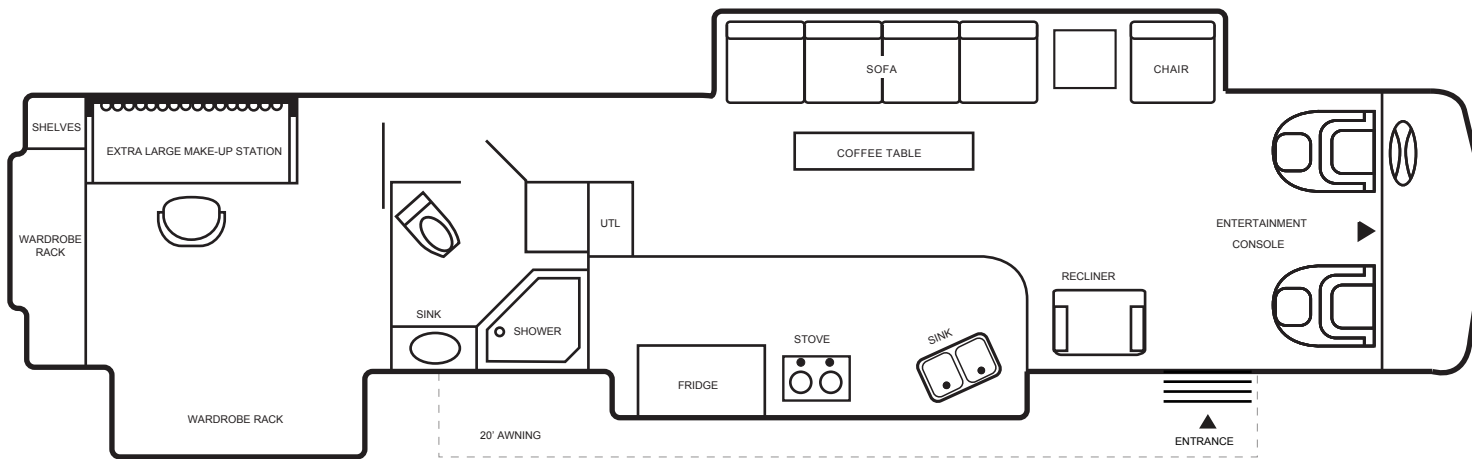 SHELVES
EXTRA LARGE MAKE-UP STATION
WARDROBE
RACK
WARDROBE RACK
SINK
SHOWER
UTL
SOFA
CHAIR
COFFEE TABLE
FRIDGE
STOVE
SINK
RECLINER
ENTERTAINMENT
CONSOLE
20' AWNING
ENTRANCE